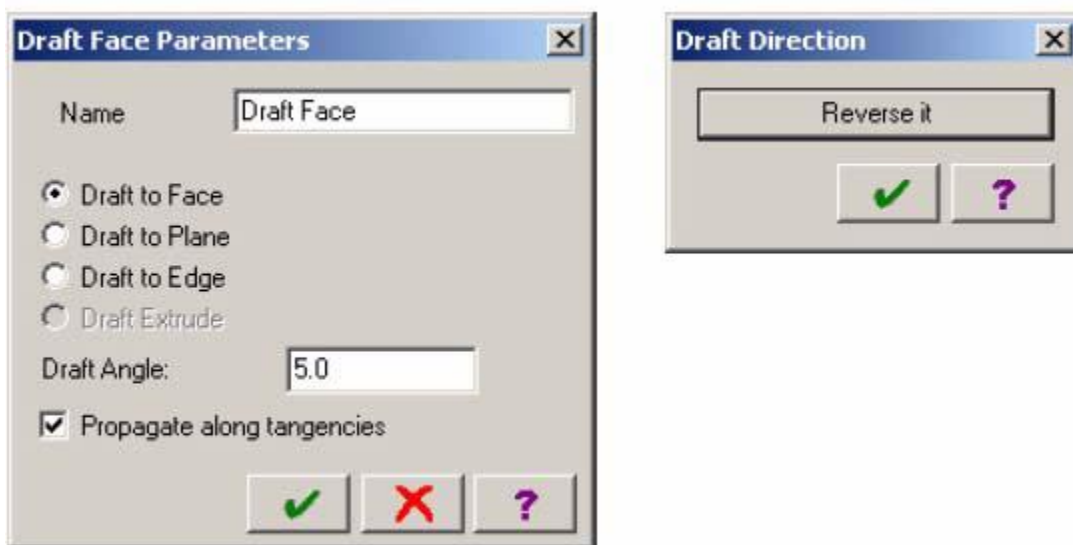 Draft Face Parameters
Name
Draft Face
Draft to Face
Draft to Plane
Draft to Edge
Draft Extrude
Draft Angle:
5.0
Propagate along tangencies
?
Draft Direction
Reverse it
?